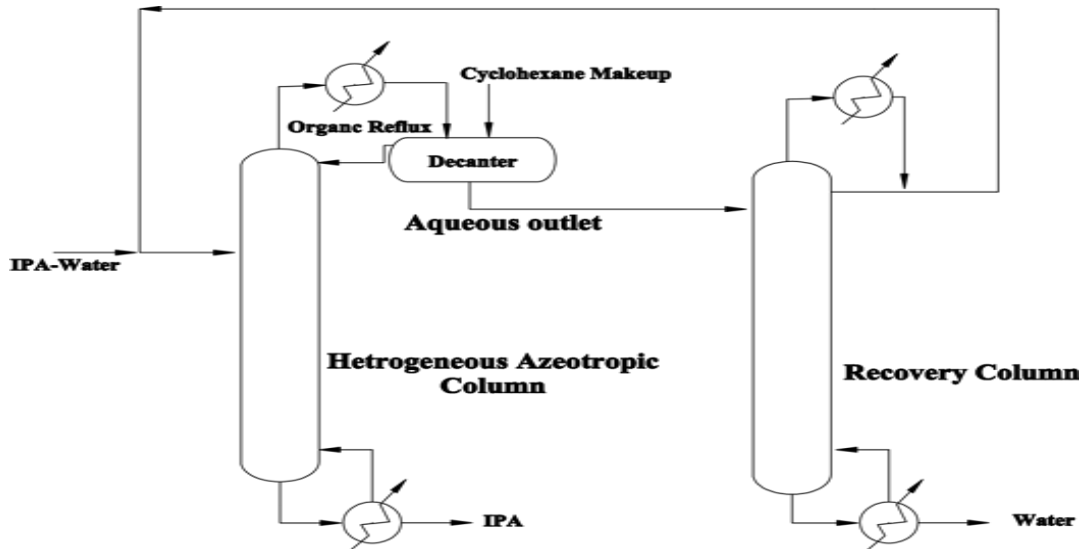 Cyclohexane Makeup
Organc Reflux
Decanter
Aqueous outlet
IPA-Water
Hetrogeneous Azeotropic
Column
Recovery Column
IPA
Water